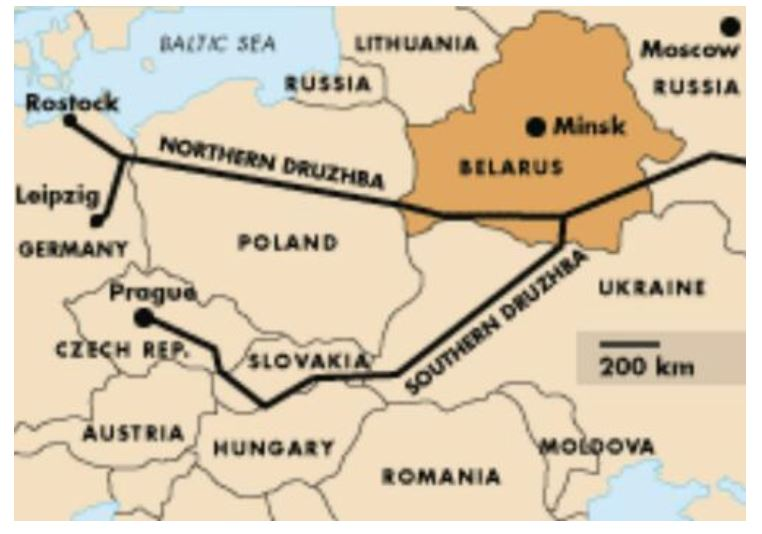 BALTIC SEA
LITHUANIA
Moscow
RUSSIA
RUSSIA
Rostock
Minsk
NORTHERN DRUZHBA
BELARUS
Leipzig
GERMANY
POLAND
Prague
UKRAINE
SOUTHERN DRUZHBA
CZECH REP.
SLOVAKIA
200 km
AUSTRIA
HUNGARY
MOLDOVA
ROMANIA